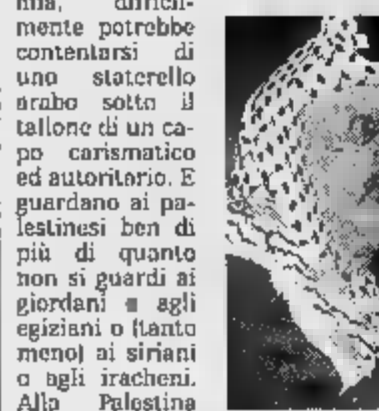 mente potrebbe
contentarsi di
uno staterello
arabo sotto il
tallone di un ca-
po carismatico
ed autoritario. E
guardano ai pa-
lestinesi ben di
più di quanto
non si guardi ai
giordani e agli
egiziani o (tanto
meno) ai siriani
o agli iracheni.
Alla Palestina